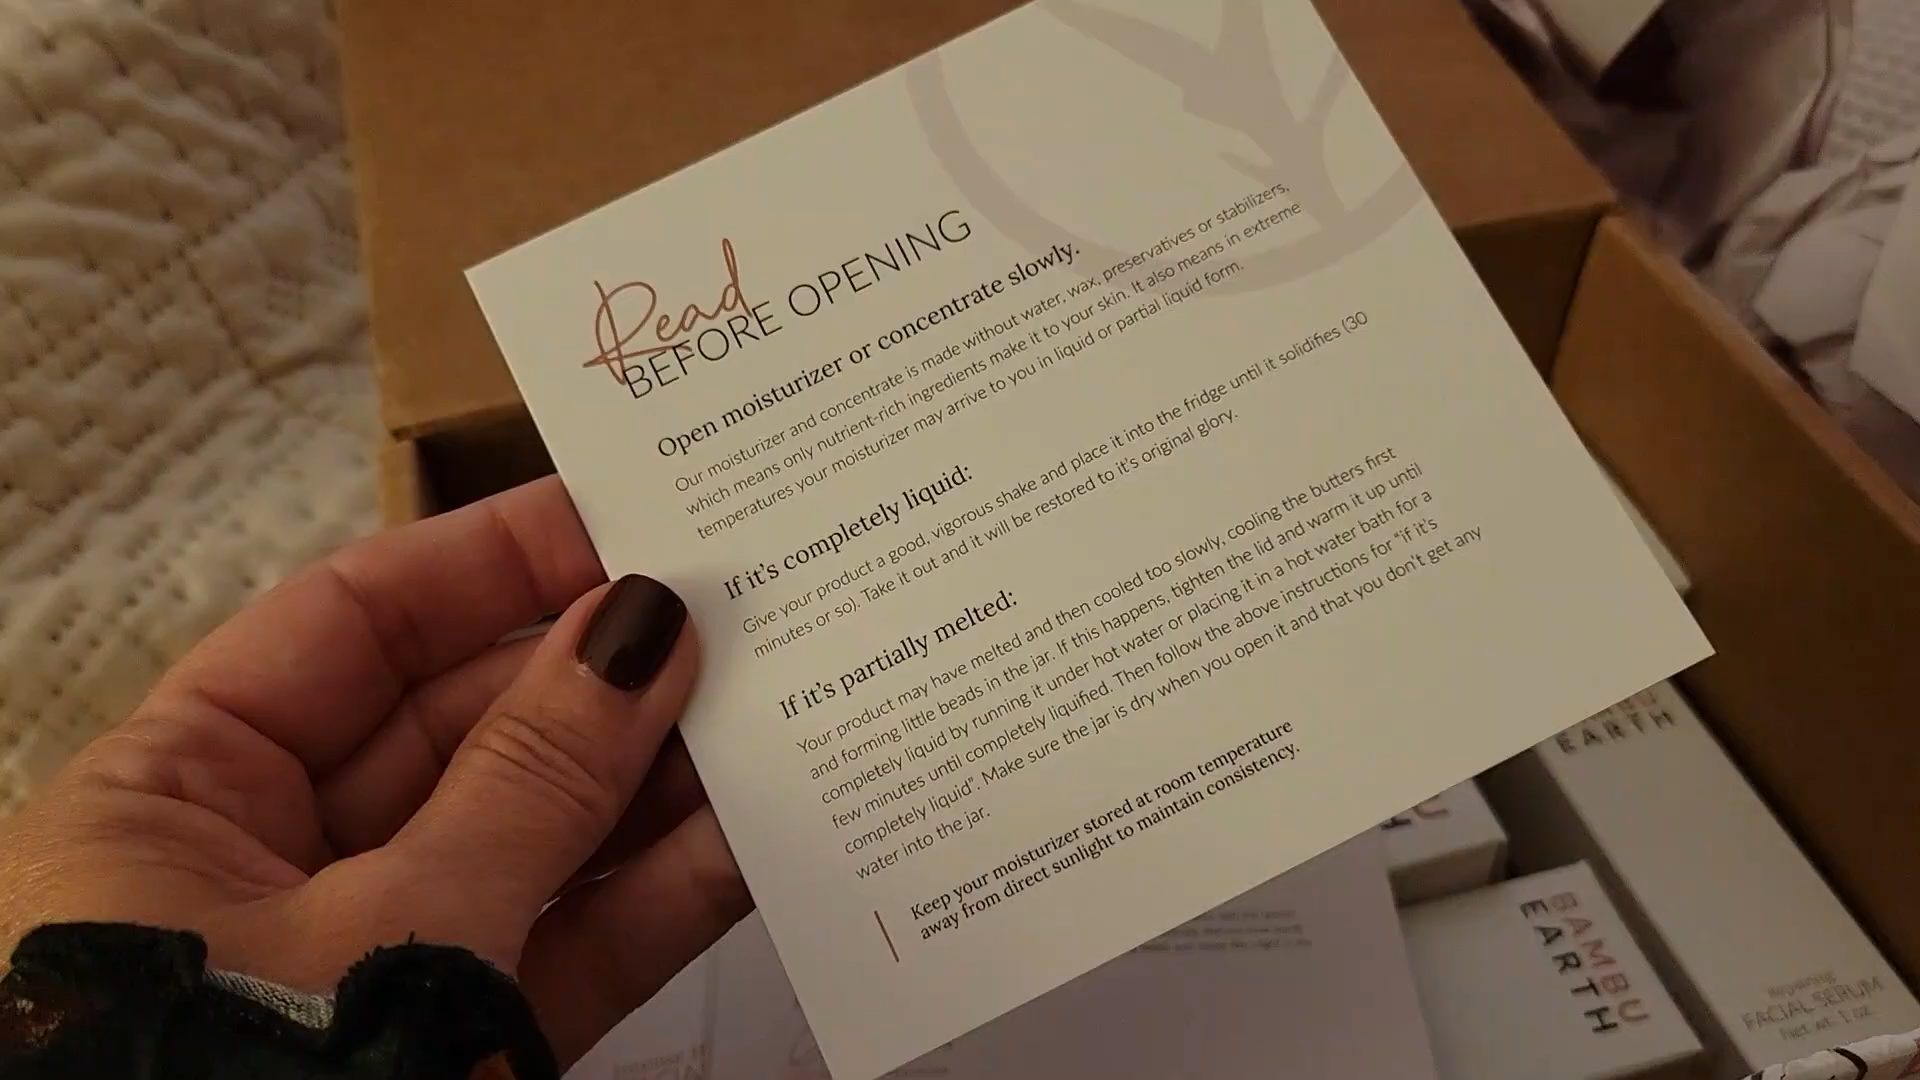 Read
BEFORE OPENING
Open moisturizer or concentrate slowly.
Our moisturizer and concentrate is made without water, wax, preservatives or stabilizers,
which means only nutrient-rich ingredients make it to your skin. It also means in extreme
temperatures your moisturizer may arrive to you in liquid or partial liquid form.
If it's completely liquid:
Give your product a good, vigorous shake and place it into the fridge until it solidifies (30
minutes or so). Take it out and it will be restored to it's original glory.
If it's partially melted:
Your product may have melted and then cooled too slowly, cooling the butters first
and forming little beads in the jar. If this happens, tighten the lid and warm it up until
completely liquid by running it under hot water or placing it in a hot water bath for a
few minutes until completely liquified. Then follow the above instructions for "if it's
completely liquid". Make sure the jar is dry when you open it and that you don't get any
water into the jar.
Keep your moisturizer stored at room temperature
away from direct sunlight to maintain consistency.
EARTH
BAMBU
EARTH
Repairing
FACIAL SERUM
Net wt. 1 oz.